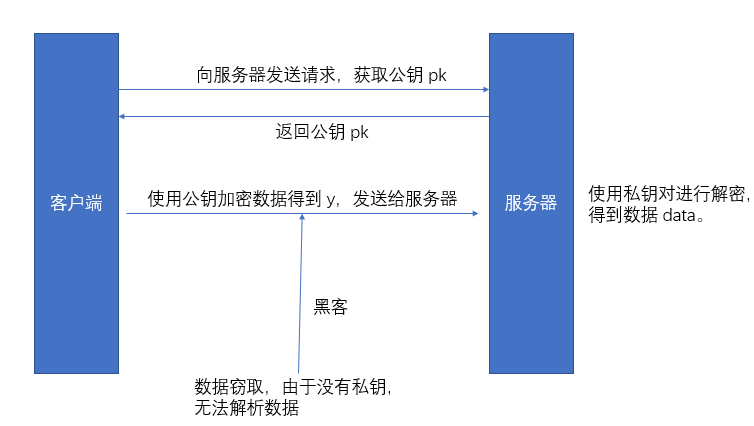 向服务器发送请求，获取公钥 pk
返回公钥 pk
客户端
使用公钥加密数据得到 y，发送给服务器
服务器
使用私钥对进行解密，
得到数据 data。
黑客
数据窃取，由于没有私钥，
无法解析数据